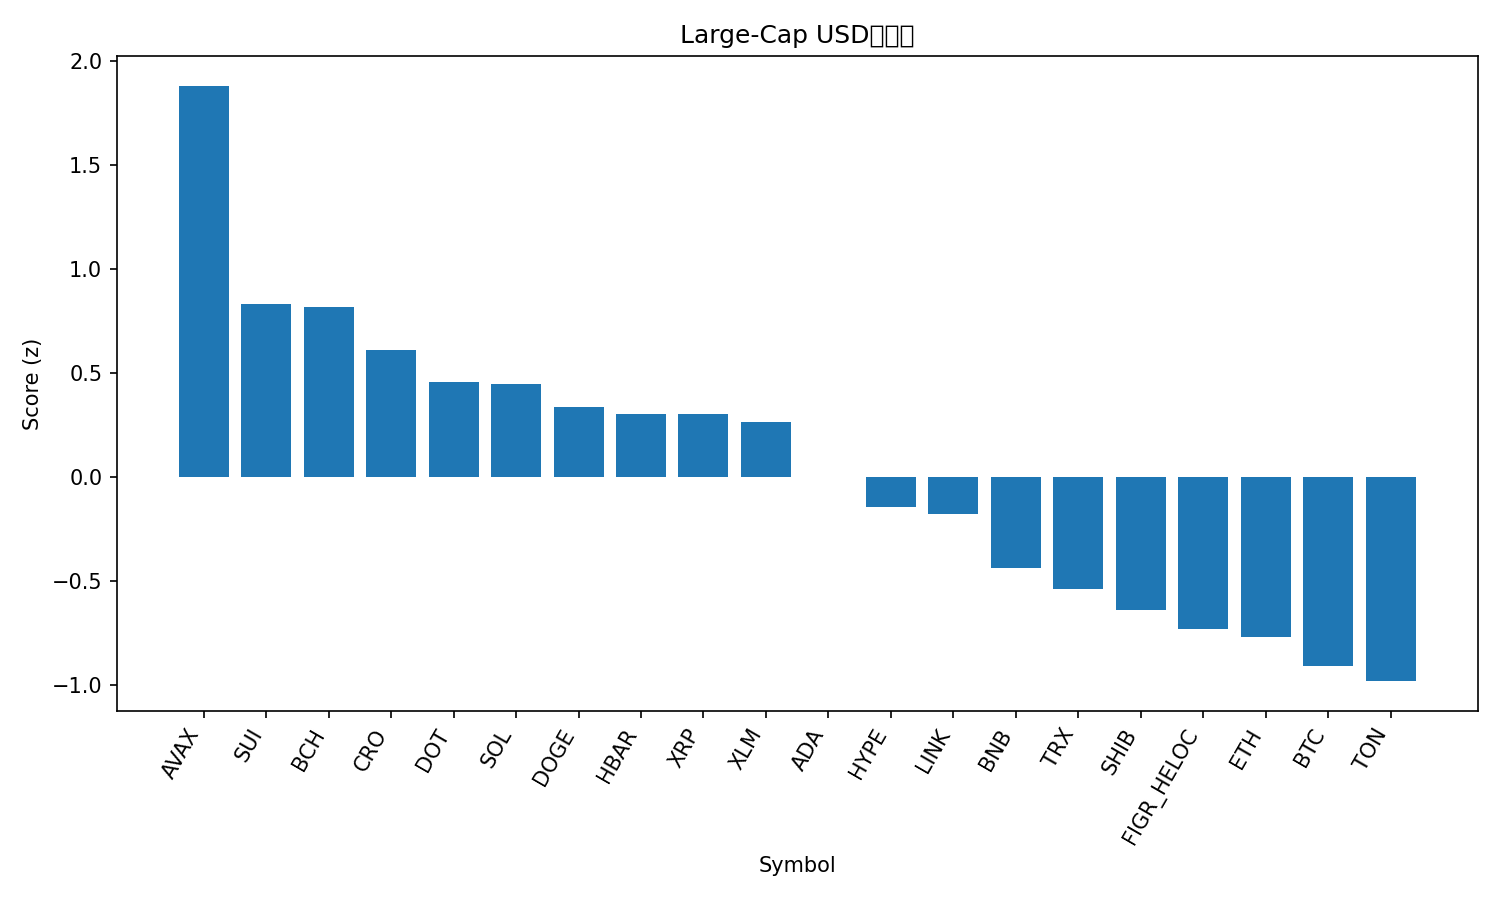 Large-Cap USD
Score (z)
2.0
1.5
1.0
0.5
0.0
−0.5
−1.0
AVAX
SUI
BCH
CRO
DOT
SOL
DOGE
HBAR
XRP
XLM
ADA
HYPE
LINK
BNB
TRX
SHIB
FIGR_HELOC
ETH
BTC
TON
Symbol